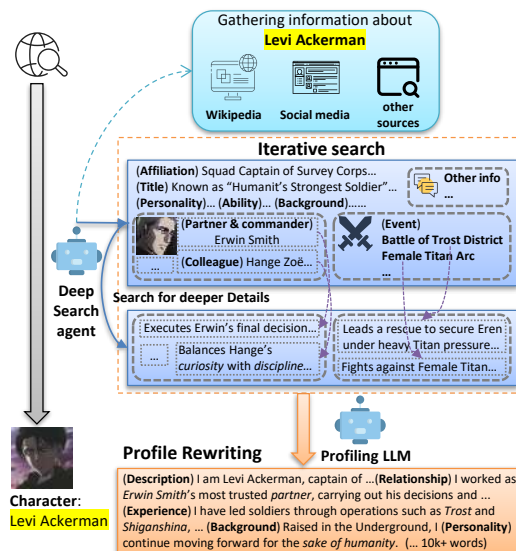 Gathering information about
Levi Ackerman
Wikipedia
Social media
other
sources
Iterative search
(Affiliation) Squad Captain of Survey Corps…
(Title) Known as “Humanit’s Strongest Soldier”…
(Personality)… (Ability)… (Background)……
Other info
…
(Partner & commander)
Erwin Smith
…
(Colleague) Hange Zoë…
(Event)
Battle of Trost District
Female Titan Arc
…
Deep
Search
agent
Search for deeper Details
Executes Erwin’s final decision…
…
Balances Hange’s
curiosity with discipline…
Leads a rescue to secure Eren
under heavy Titan pressure…
Fights against Female Titan…
Profile Rewriting
Profiling LLM
Character:
Levi Ackerman
(Description) I am Levi Ackerman, captain of …(Relationship) I worked as
Erwin Smith’s most trusted partner, carrying out his decisions and …
(Experience) I have led soldiers through operations such as Trost and
Shiganshina, … (Background) Raised in the Underground, I (Personality)
continue moving forward for the sake of humanity. (… 10k+ words)